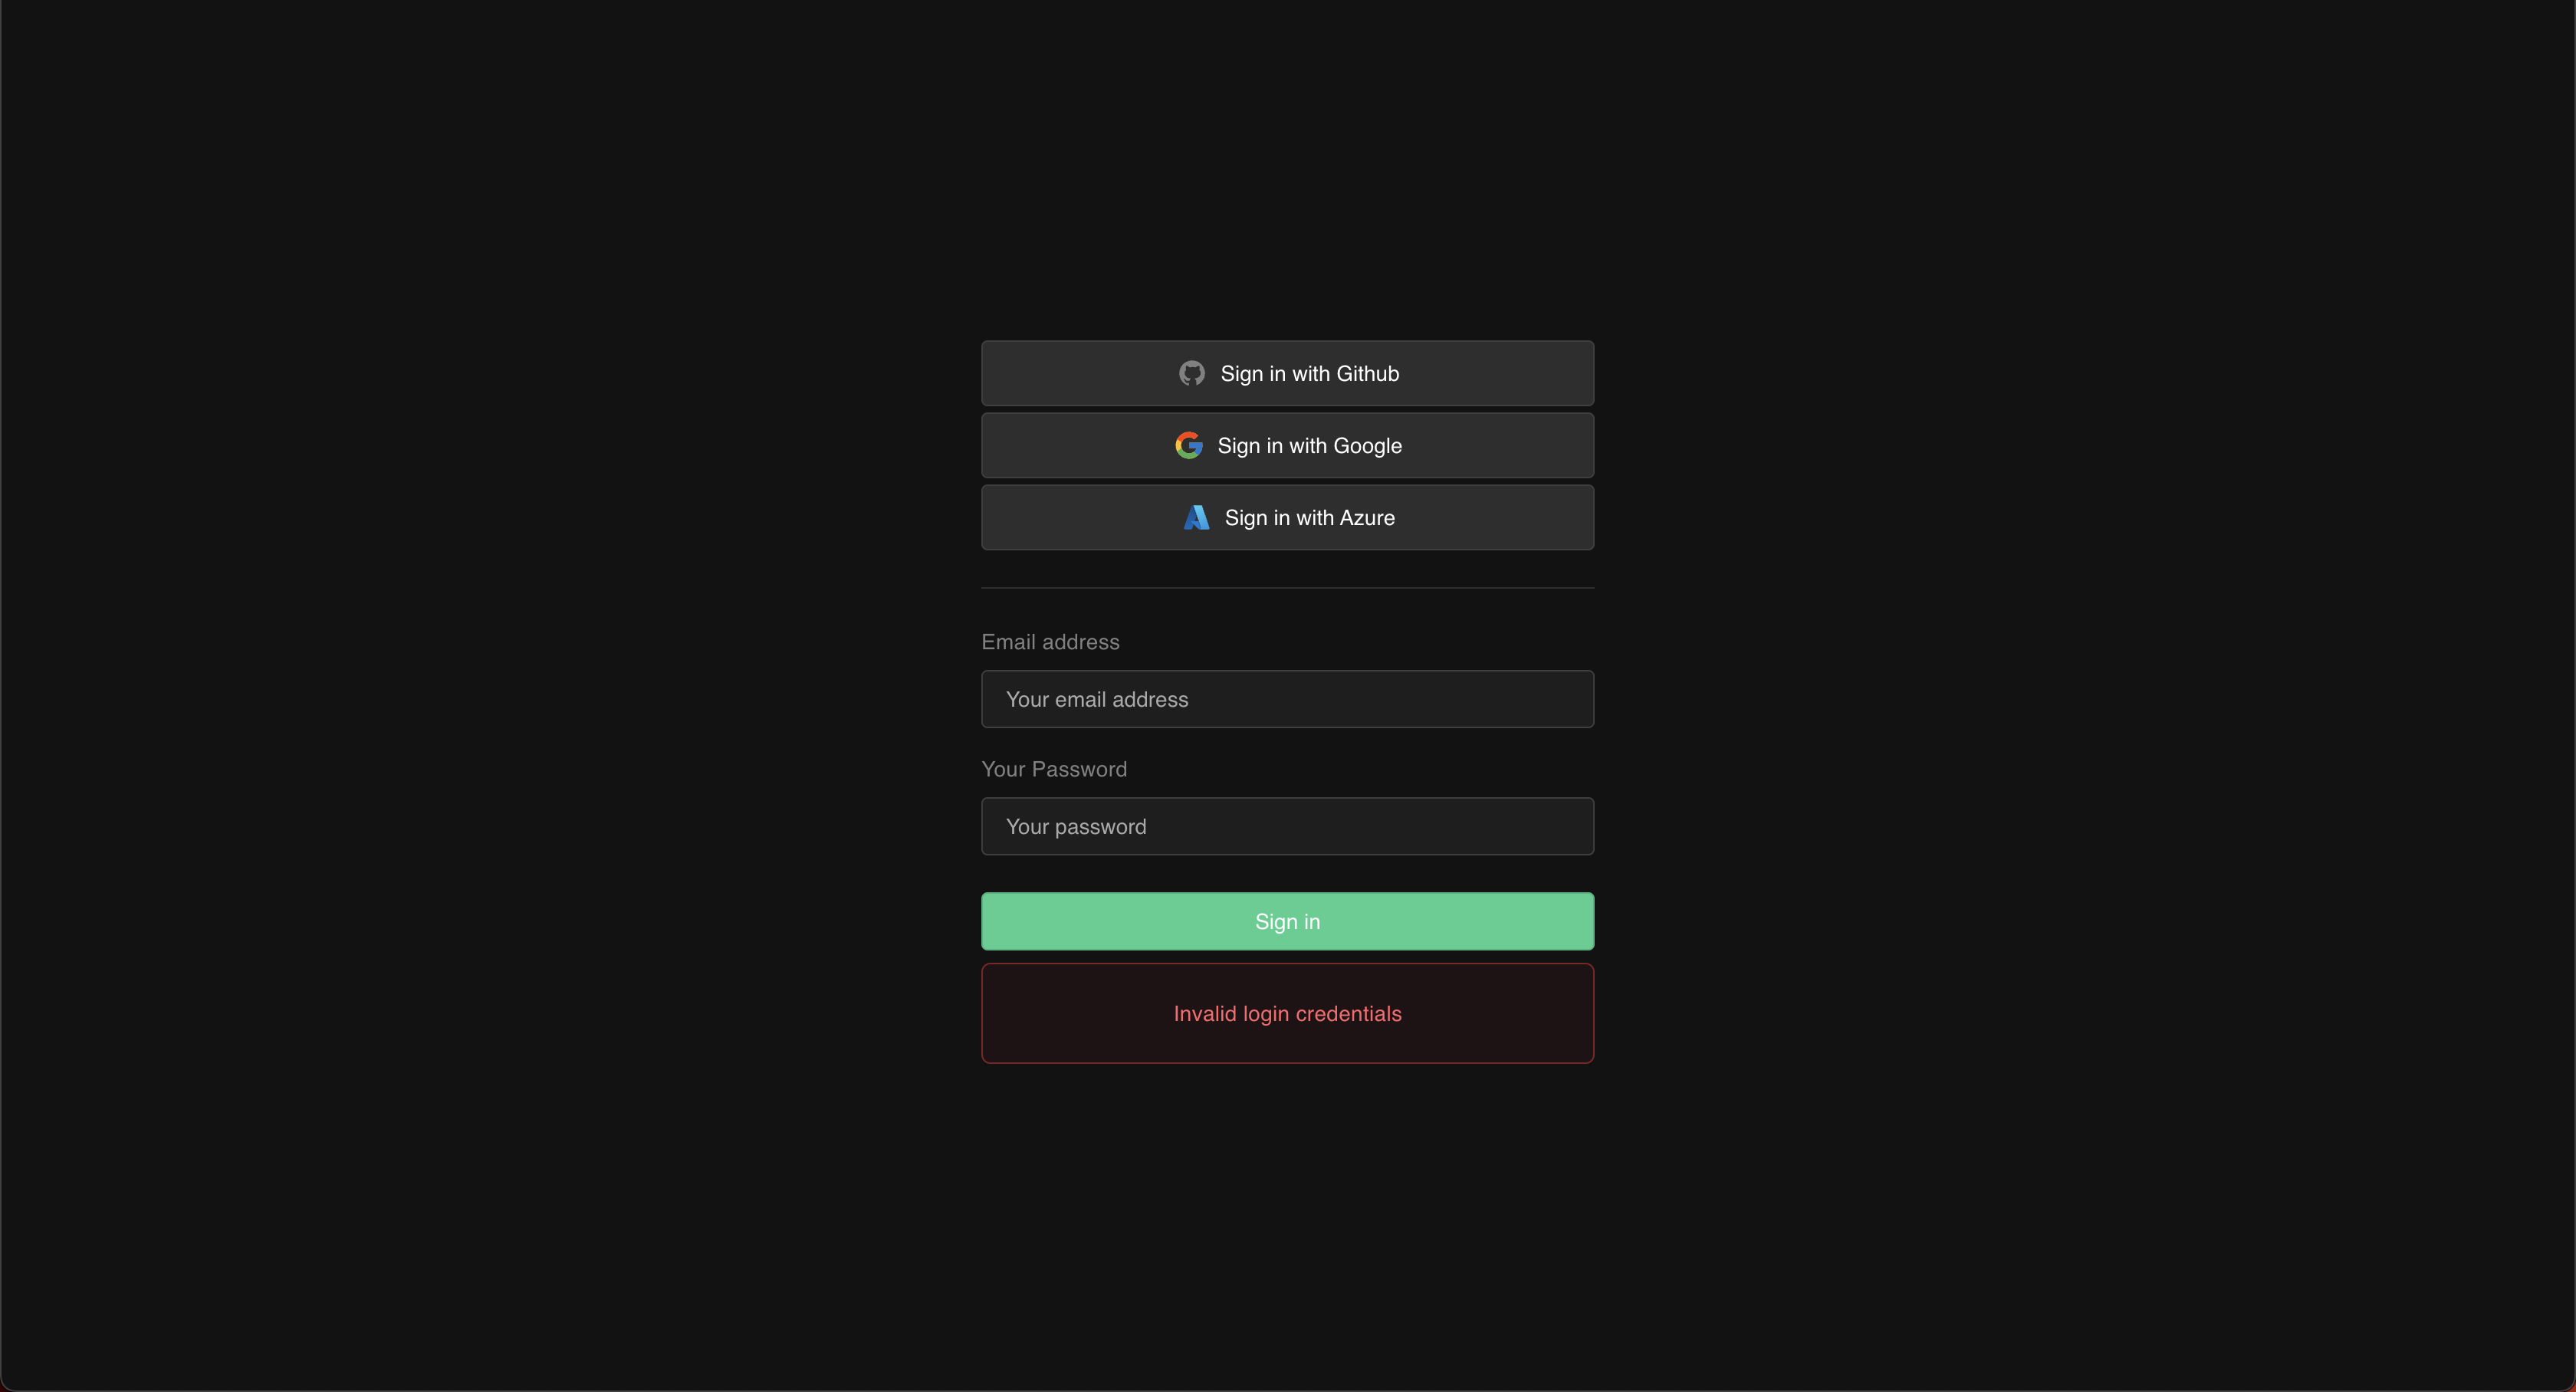 Sign in with Github
Sign in with Google
Sign in with Azure
Email address
Your email address
Your Password
Your password
Sign in
Invalid login credentials